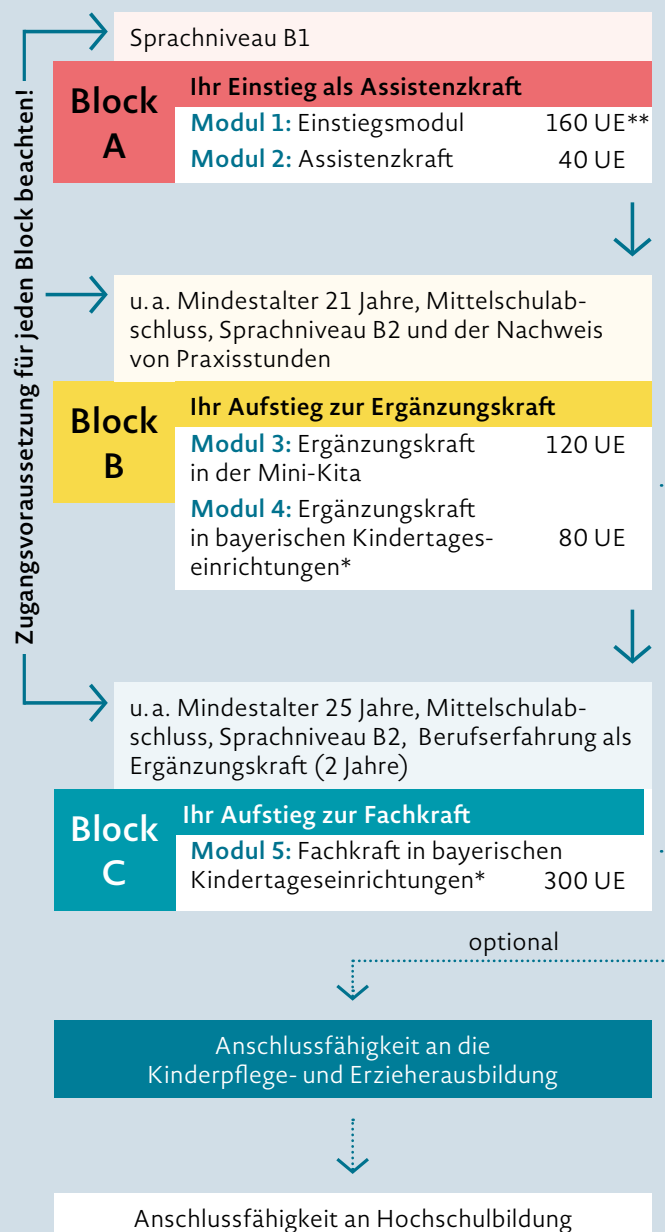 Zugangsvoraussetzung für jeden Block beachten!
Sprachniveau B1
Block
A
Ihr Einstieg als Assistenzkraft
Modul 1: Einstiegsmodul 160 UE**
Modul 2: Assistenzkraft 40 UE
u. a. Mindestalter 21 Jahre, Mittelschulab-
schluss, Sprachniveau B2 und der Nachweis
von Praxisstunden
Block
B
Ihr Aufstieg zur Ergänzungskraft
Modul 3: Ergänzungskraft 120 UE
in der Mini-Kita
Modul 4: Ergänzungskraft
in bayerischen Kindertages- 80 UE
einrichtungen*
u. a. Mindestalter 25 Jahre, Mittelschulab-
schluss, Sprachniveau B2, Berufserfahrung als
Ergänzungskraft (2 Jahre)
Block
C
Ihr Aufstieg zur Fachkraft
Modul 5: Fachkraft in bayerischen
Kindertageseinrichtungen* 300 UE
optional
Anschlussfähigkeit an die
Kinderpflege- und Erzieherausbildung
Anschlussfähigkeit an Hochschulbildung